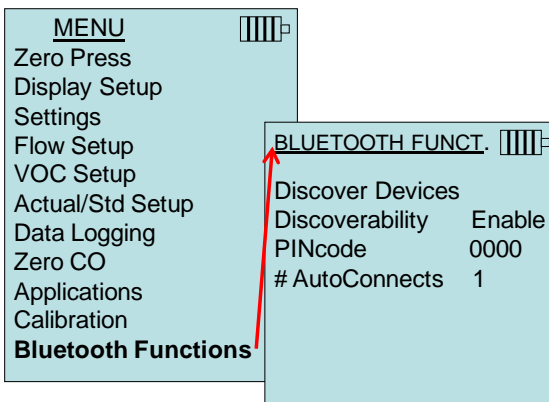 MENU
Zero Press
Display Setup
Settings
Flow Setup
VOC Setup
Actual/Std Setup
Data Logging
Zero CO
Applications
Calibration
Bluetooth Functions
BLUETOOTH FUNCT.
Discover Devices
Discoverability Enable
PINcode 0000
# AutoConnects 1